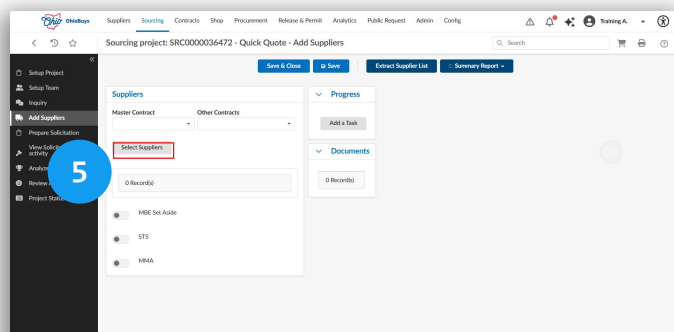 Ohio OhioBuys Suppliers Sourcing Contracts Shop Procurement Release & Permit Analytics Public Request Admin Config Training A.
Sourcing project: SRC0000036472 - Quick Quote - Add Suppliers Search
Save & Close Save Extract Supplier List Summary Report
Setup Project
Setup Team
Inquiry
Add Suppliers
Prepare Solicitation
View
activity
Review
Project
5
Suppliers
Master Contract Other Contracts
Select Suppliers
0 Record(s)
MBE Set Aside
STS
MMA
Progress
Add a Task
Documents
0 Record(s)